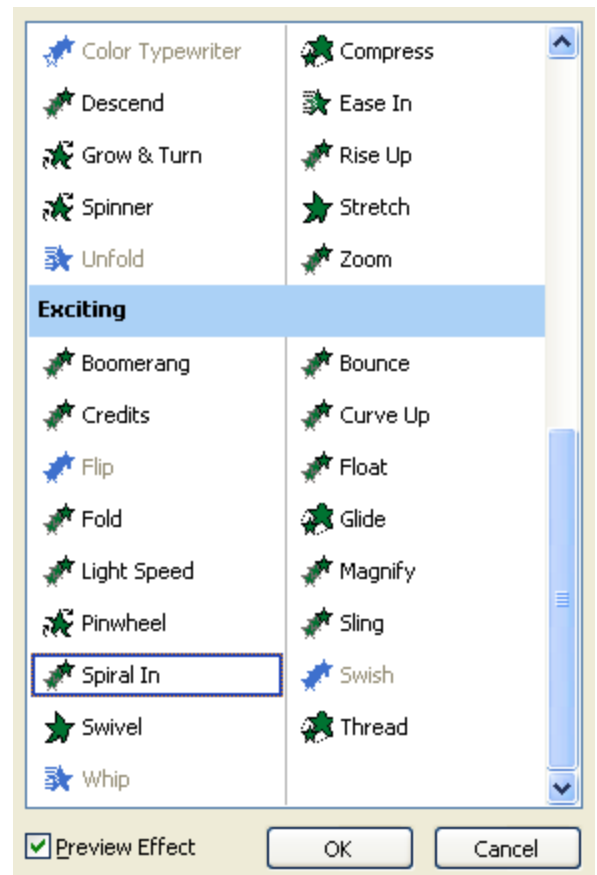 Color Typewriter Compress
Descend Ease In
Grow & Turn Rise Up
Spinner Stretch
Unfold Zoom
Exciting
Boomerang Bounce
Credits Curve Up
Flip Float
Fold Glide
Light Speed Magnify
Pinwheel Sling
Spiral In Swish
Swivel Thread
Whip
Preview Effect OK Cancel